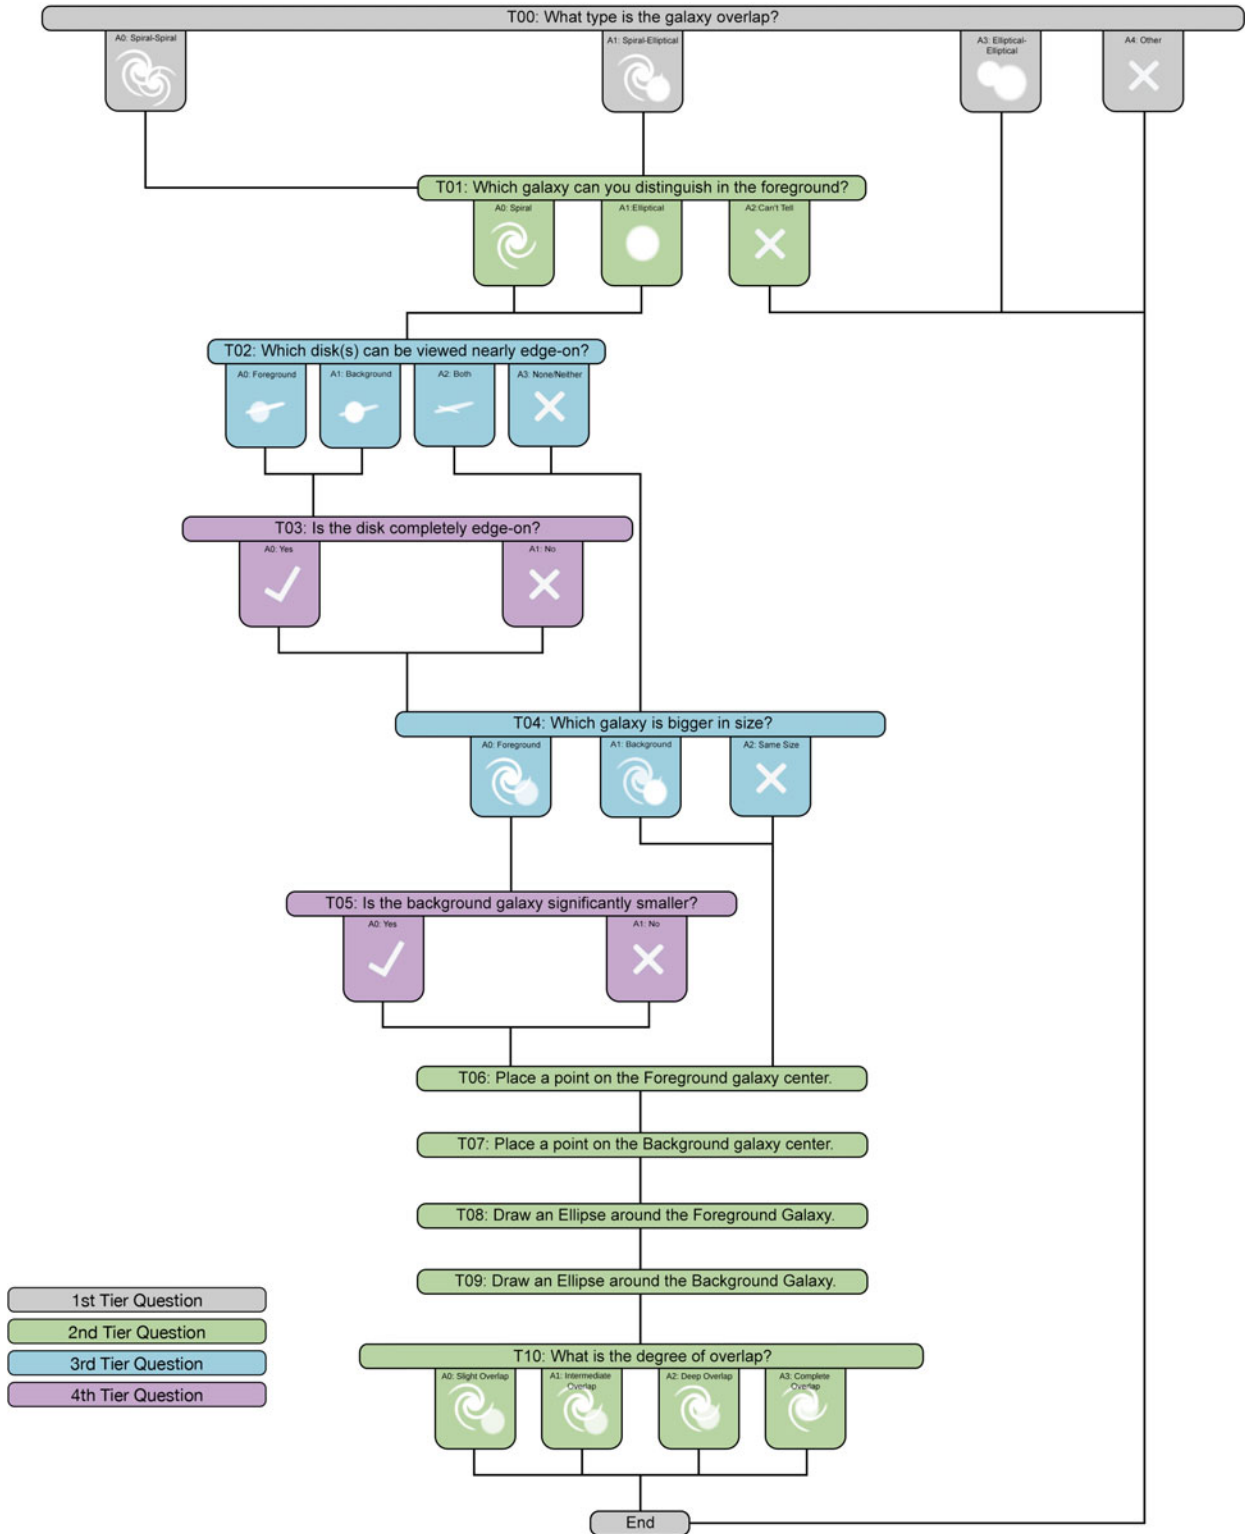 T00: What type is the galaxy overlap?
A0: Spiral-Spiral
A1: Spiral-Elliptical
A3: Elliptical-
Elliptical
A4: Other
T01: Which galaxy can you distinguish in the foreground?
A0: Spiral
A1:Elliptical
A2:Can't Tell
T02: Which disk(s) can be viewed nearly edge-on?
A0: Foreground
A1: Background
A2: Both
A3: None/Neither
T03: Is the disk completely edge-on?
A0: Yes
A1: No
T04: Which galaxy is bigger in size?
A0: Foreground
A1: Background
A2: Same Size
T05: Is the background galaxy significantly smaller?
A0: Yes
A1: No
T06: Place a point on the Foreground galaxy center.
T07: Place a point on the Background galaxy center.
T08: Draw an Ellipse around the Foreground Galaxy.
T09: Draw an Ellipse around the Background Galaxy.
1st Tier Question
2nd Tier Question
3rd Tier Question
4th Tier Question
T10: What is the degree of overlap?
A0: Slight Overlap
A1: Intermediate
Overlap
A2: Deep Overlap
A3: Complete
Overlap
End